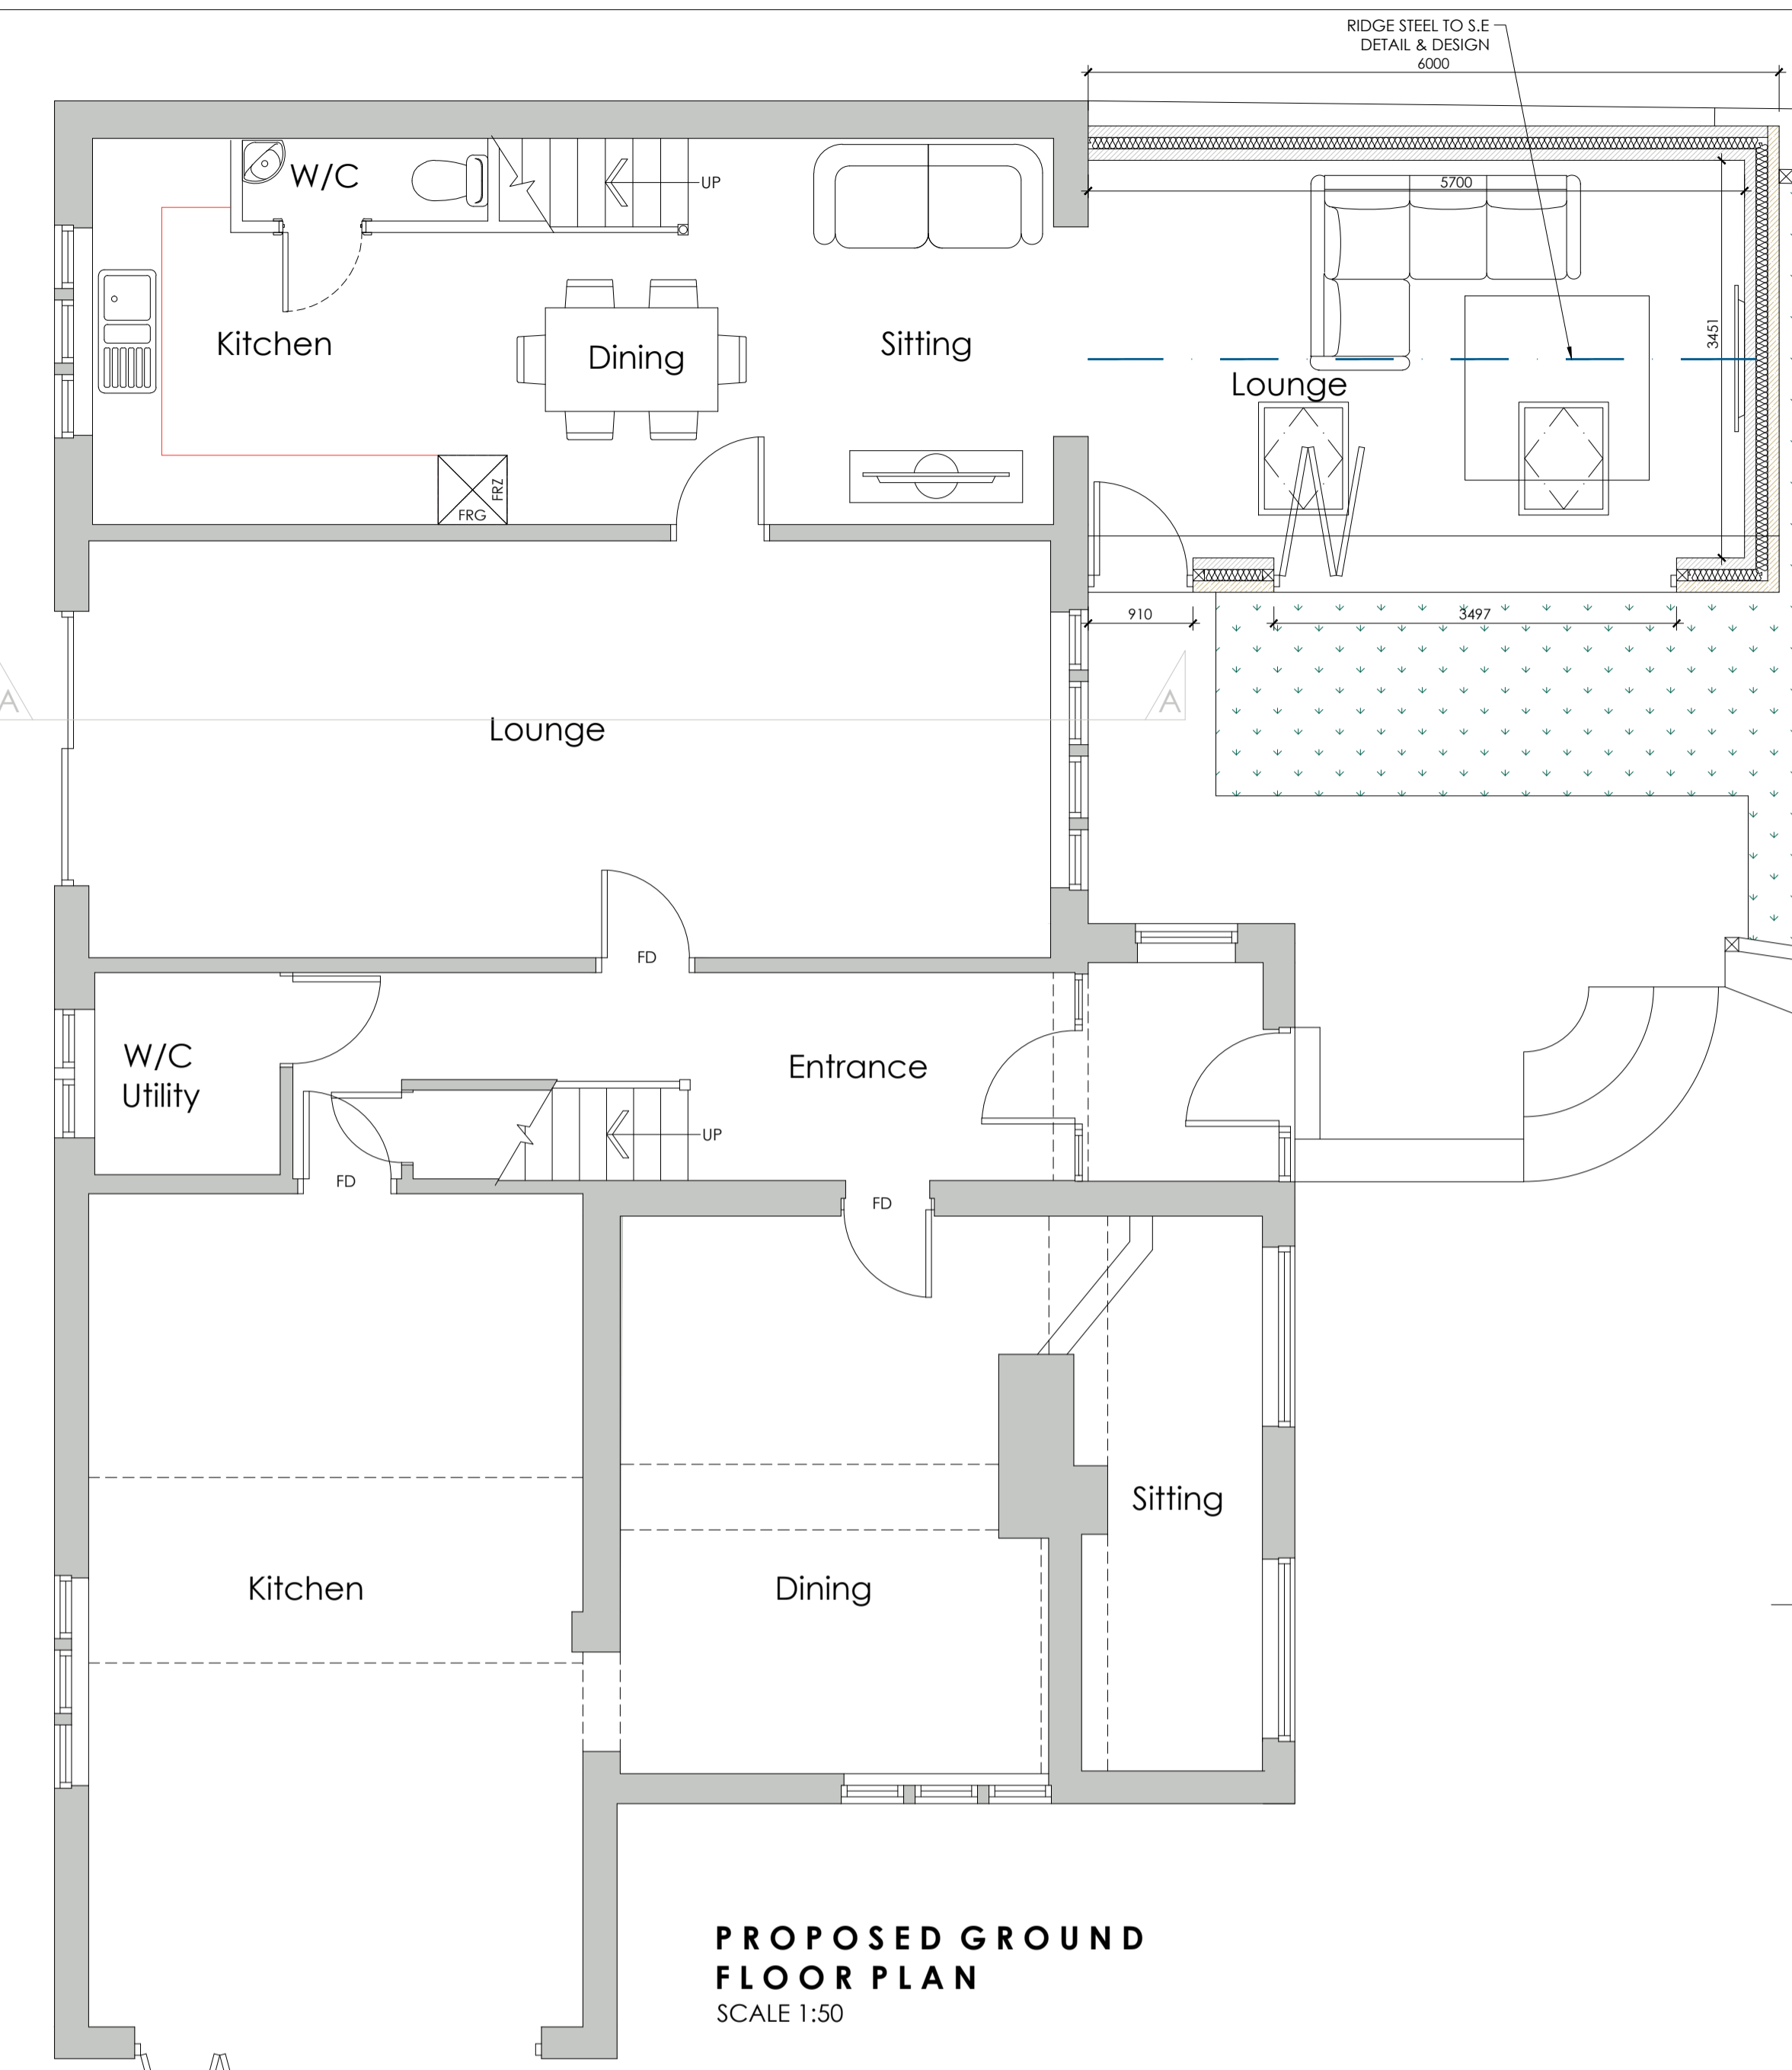 RIDGE STEEL TO S.E
DETAIL & DESIGN
6000
W/C
UP
5700
Kitchen
Dining
Sitting
3451
Lounge
FRZ
FRG
910
3497
A
A
Lounge
FD
W/C
Utility
Entrance
UP
FD
FD
Sitting
Kitchen
Dining
PROPOSED GROUND
FLOOR PLAN
SCALE 1:50